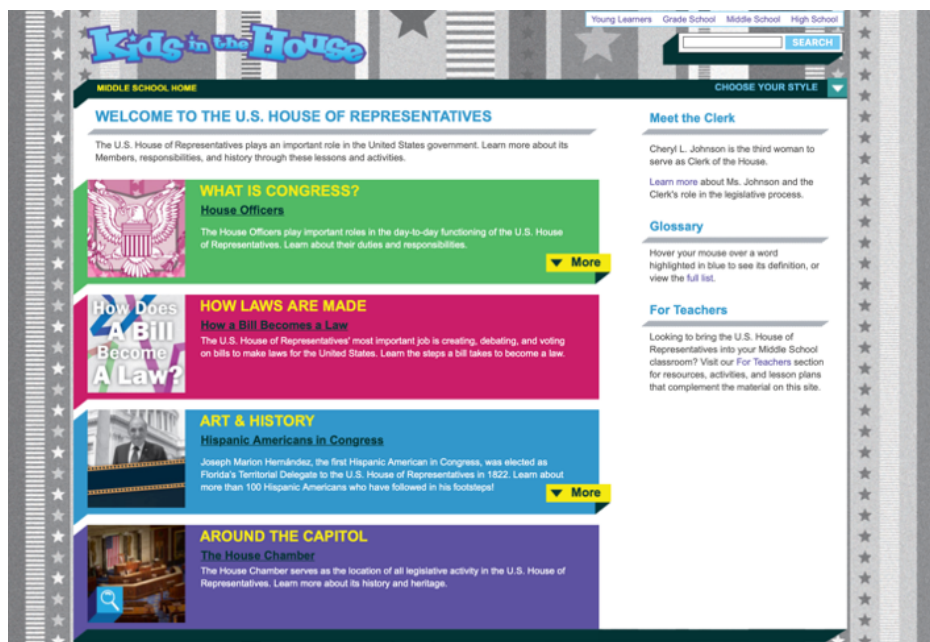 Young Learners Grade School Middle School High School
Kids in the House
SEARCH
MIDDLE SCHOOL HOME
CHOOSE YOUR STYLE
WELCOME TO THE U.S. HOUSE OF REPRESENTATIVES
The U.S. House of Representatives plays an important role in the United States government. Learn more about its
Members, responsibilities, and history through these lessons and activities.
WHAT IS CONGRESS?
House Officers
The House Officers play important roles in the day-to-day functioning of the U.S. House
of Representatives. Learn about their duties and responsibilities.
More
How Does
A Bill
Become
A Law?
HOW LAWS ARE MADE
How a Bill Becomes a Law
The U.S. House of Representatives' most important job is creating, debating, and voting
on bills to make laws for the United States. Learn the steps a bill takes to become a law.
ART & HISTORY
Hispanic Americans in Congress
Joseph Marion Hernández, the first Hispanic American in Congress, was elected as
Florida's Territorial Delegate to the U.S. House of Representatives in 1822. Learn about
more than 100 Hispanic Americans who have followed in his footsteps!
More
AROUND THE CAPITOL
The House Chamber
The House Chamber serves as the location of all legislative activity in the U.S. House of
Representatives. Learn more about its history and heritage.
Meet the Clerk
Cheryl L. Johnson is the third woman to
serve as Clerk of the House.
Learn more about Ms. Johnson and the
Clerk's role in the legislative process.
Glossary
Hover your mouse over a word
highlighted in blue to see its definition, or
view the full list.
For Teachers
Looking to bring the U.S. House of
Representatives into your Middle School
classroom? Visit our For Teachers section
for resources, activities, and lesson plans
that complement the material on this site.